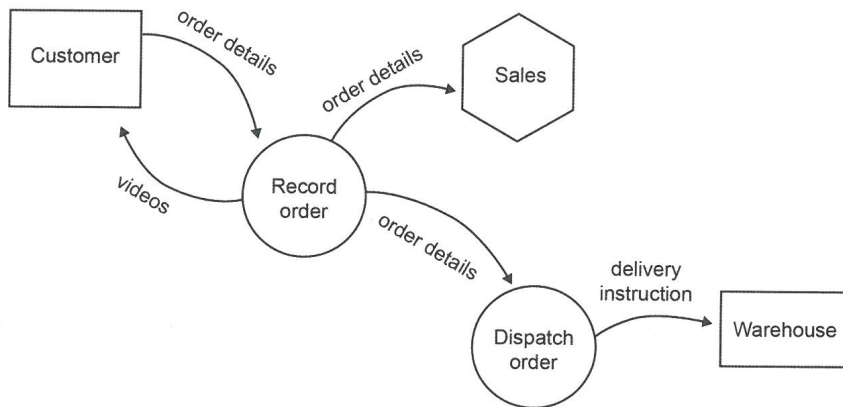 Customer
order details
order details
Sales
videos
Record
order
order details
delivery
instruction
Dispatch
order
Warehouse